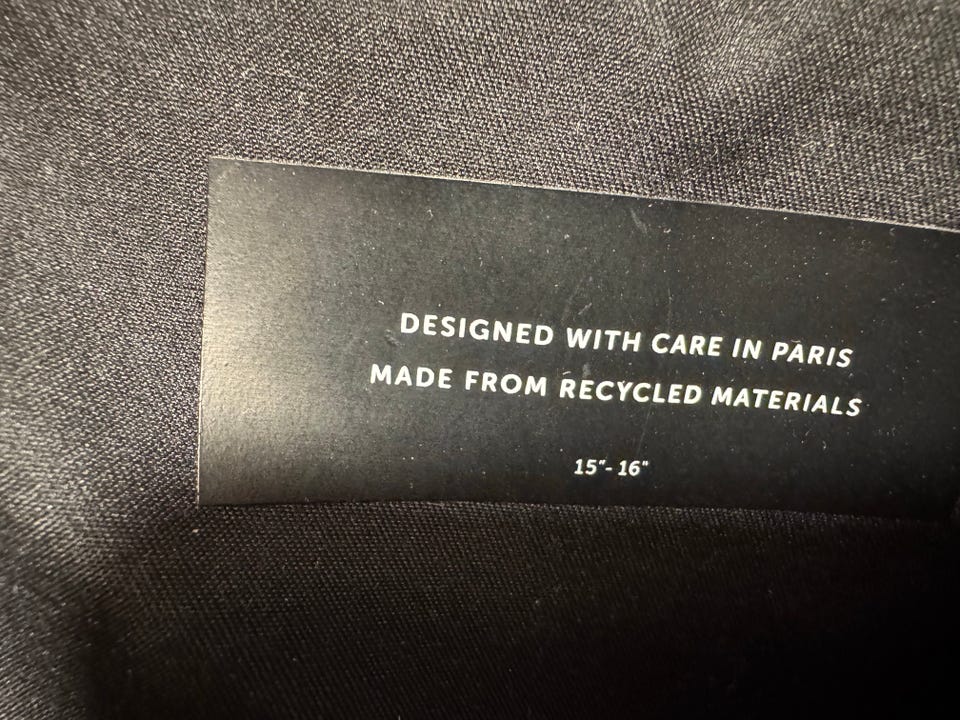 DESIGNED WITH CARE IN PARIS
MADE FROM RECYCLED MATERIALS
15"- 16"